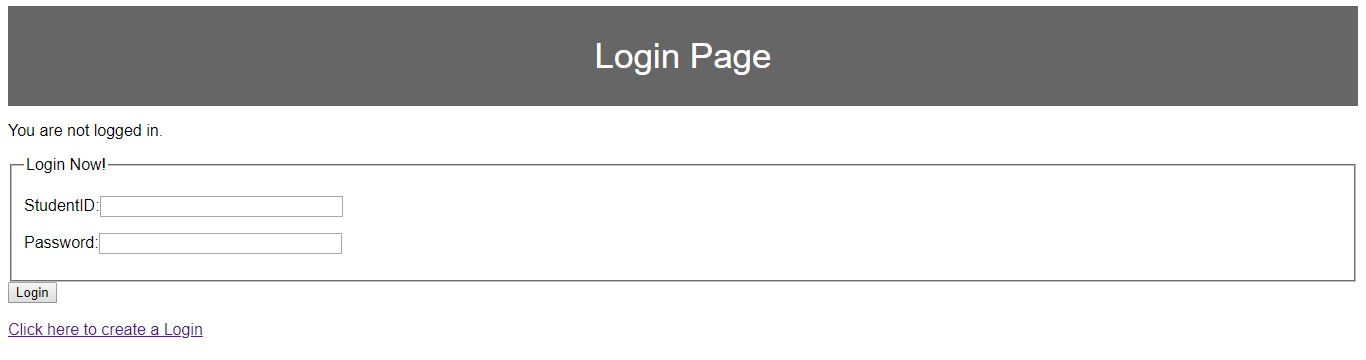 Login Page
You are not logged in.
Login Now!
StudentID:
Password:
Login
Click here to create a Login